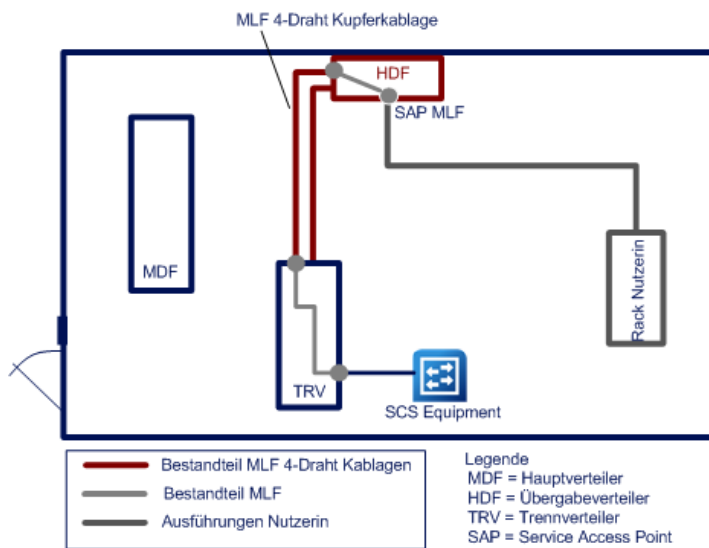 MLF 4-Draht Kupferkablage
HDF
SAP MLF
MDF
Rack Nutzerin
TRV
SCS Equipment
Bestandteil MLF 4-Draht Kablagen
Bestandteil MLF
Ausführungen Nutzerin
Legende
MDF = Hauptverteiler
HDF = Übergabeverteiler
TRV = Trennverteiler
SAP = Service Access Point